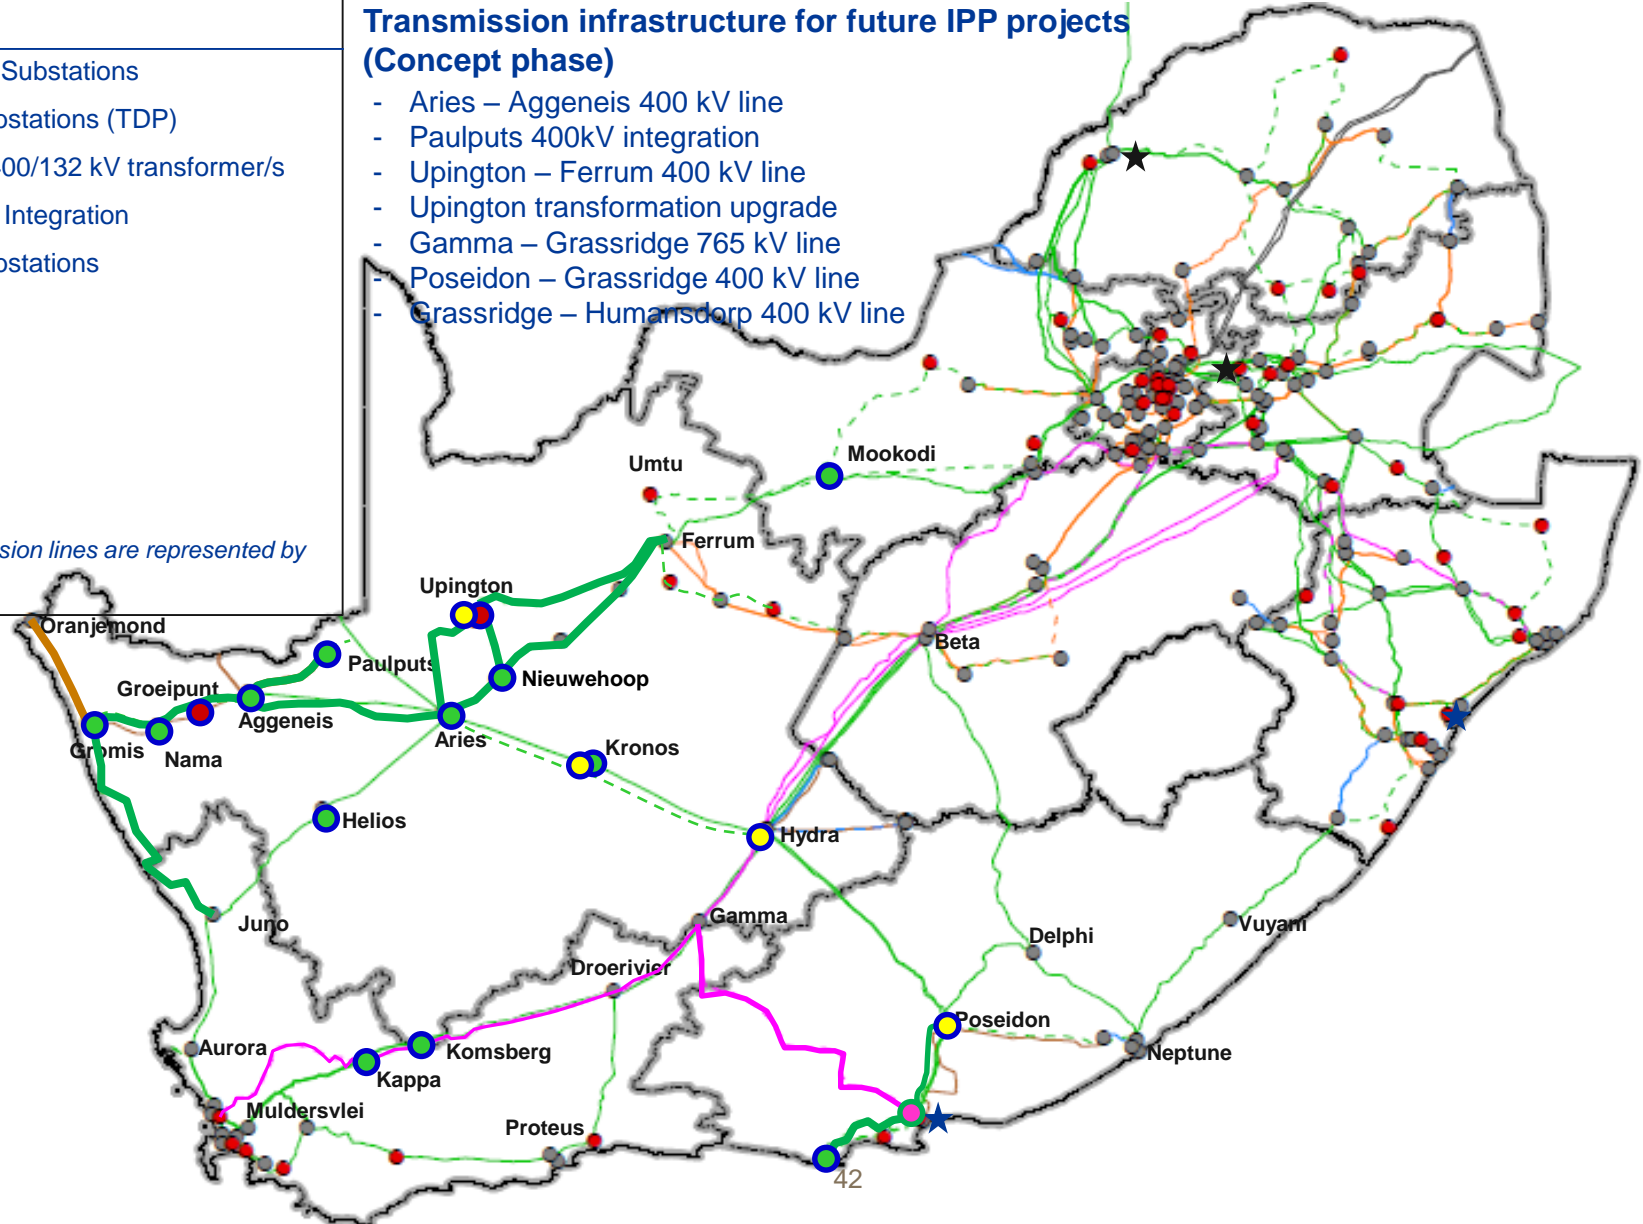 Substations
ostations (TDP)
00/132 kV transformer/s
Integration
ostations
sion lines are represented by
Transmission infrastructure for future IPP projects
(Concept phase)
- Aries – Aggeneis 400 kV line
- Paulputs 400kV integration
- Upington – Ferrum 400 kV line
- Upington transformation upgrade
- Gamma – Grassridge 765 kV line
- Poseidon – Grassridge 400 kV line
- Grassridge – Humansdorp 400 kV line
Mookodi
Umtu
Ferrum
Upington
Oranjemond
Beta
Paulputs
Nieuwehoop
Groeipunt
Aggeneis
Aries
Gromis
Nama
Kronos
Helios
Hydra
Gamma
Juno
Vuyani
Delphi
Droerivier
Poseidon
Aurora
Komsberg
Neptune
Kappa
Muldersvlei
Proteus
42